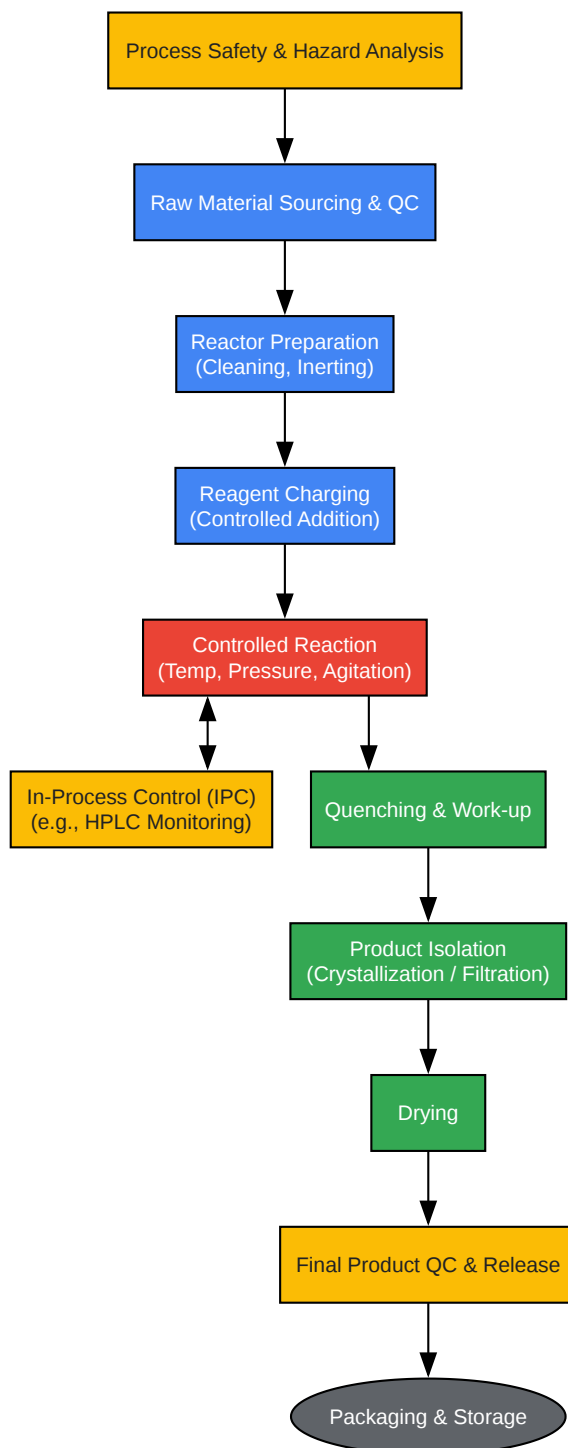 Process Safety & Hazard Analysis
Raw Material Sourcing & QC
Reactor Preparation
(Cleaning, Inerting)
Reagent Charging
(Controlled Addition)
Controlled Reaction
(Temp, Pressure, Agitation)
In-Process Control (IPC)
(e.g., HPLC Monitoring)
Quenching & Work-up
Product Isolation
(Crystallization / Filtration)
Drying
Final Product QC & Release
Packaging & Storage